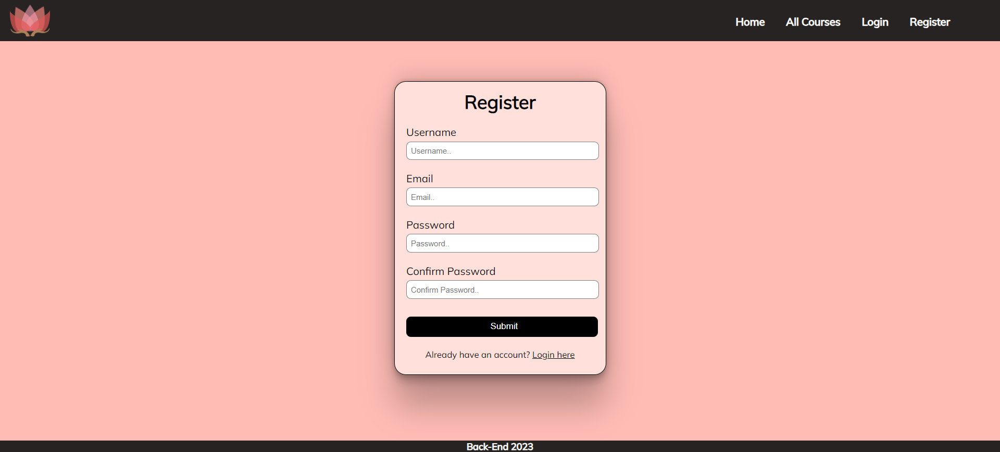 Home All Courses Login Register
Register
Username
Username..
Email
Email..
Password
Password..
Confirm Password
Confirm Password..
Submit
Already have an account? Login here
Back-End 2023